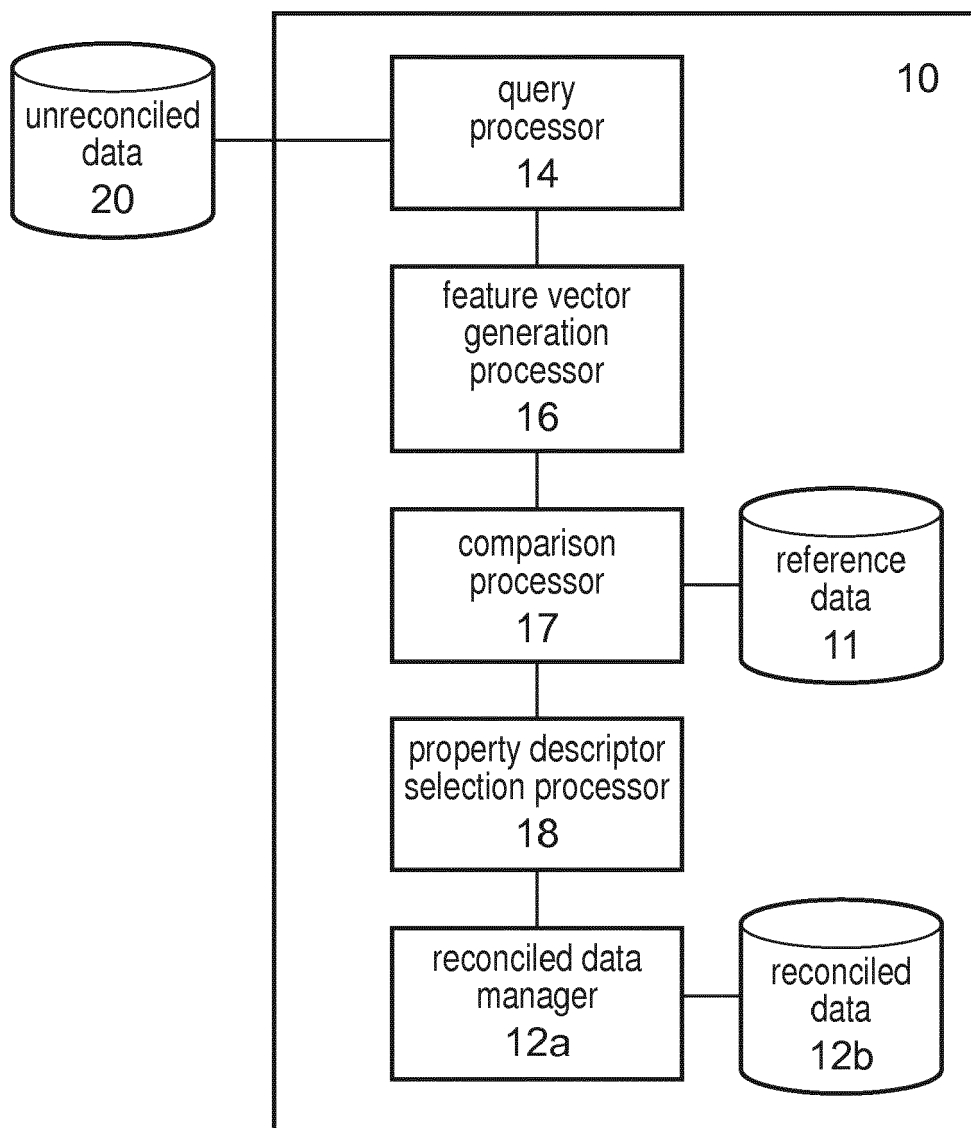 10
unreconciled
data
20
query
processor
14
feature vector
generation
processor
16
comparison
processor
17
reference
data
11
property descriptor
selection processor
18
reconciled data
manager
12a
reconciled
data
12b